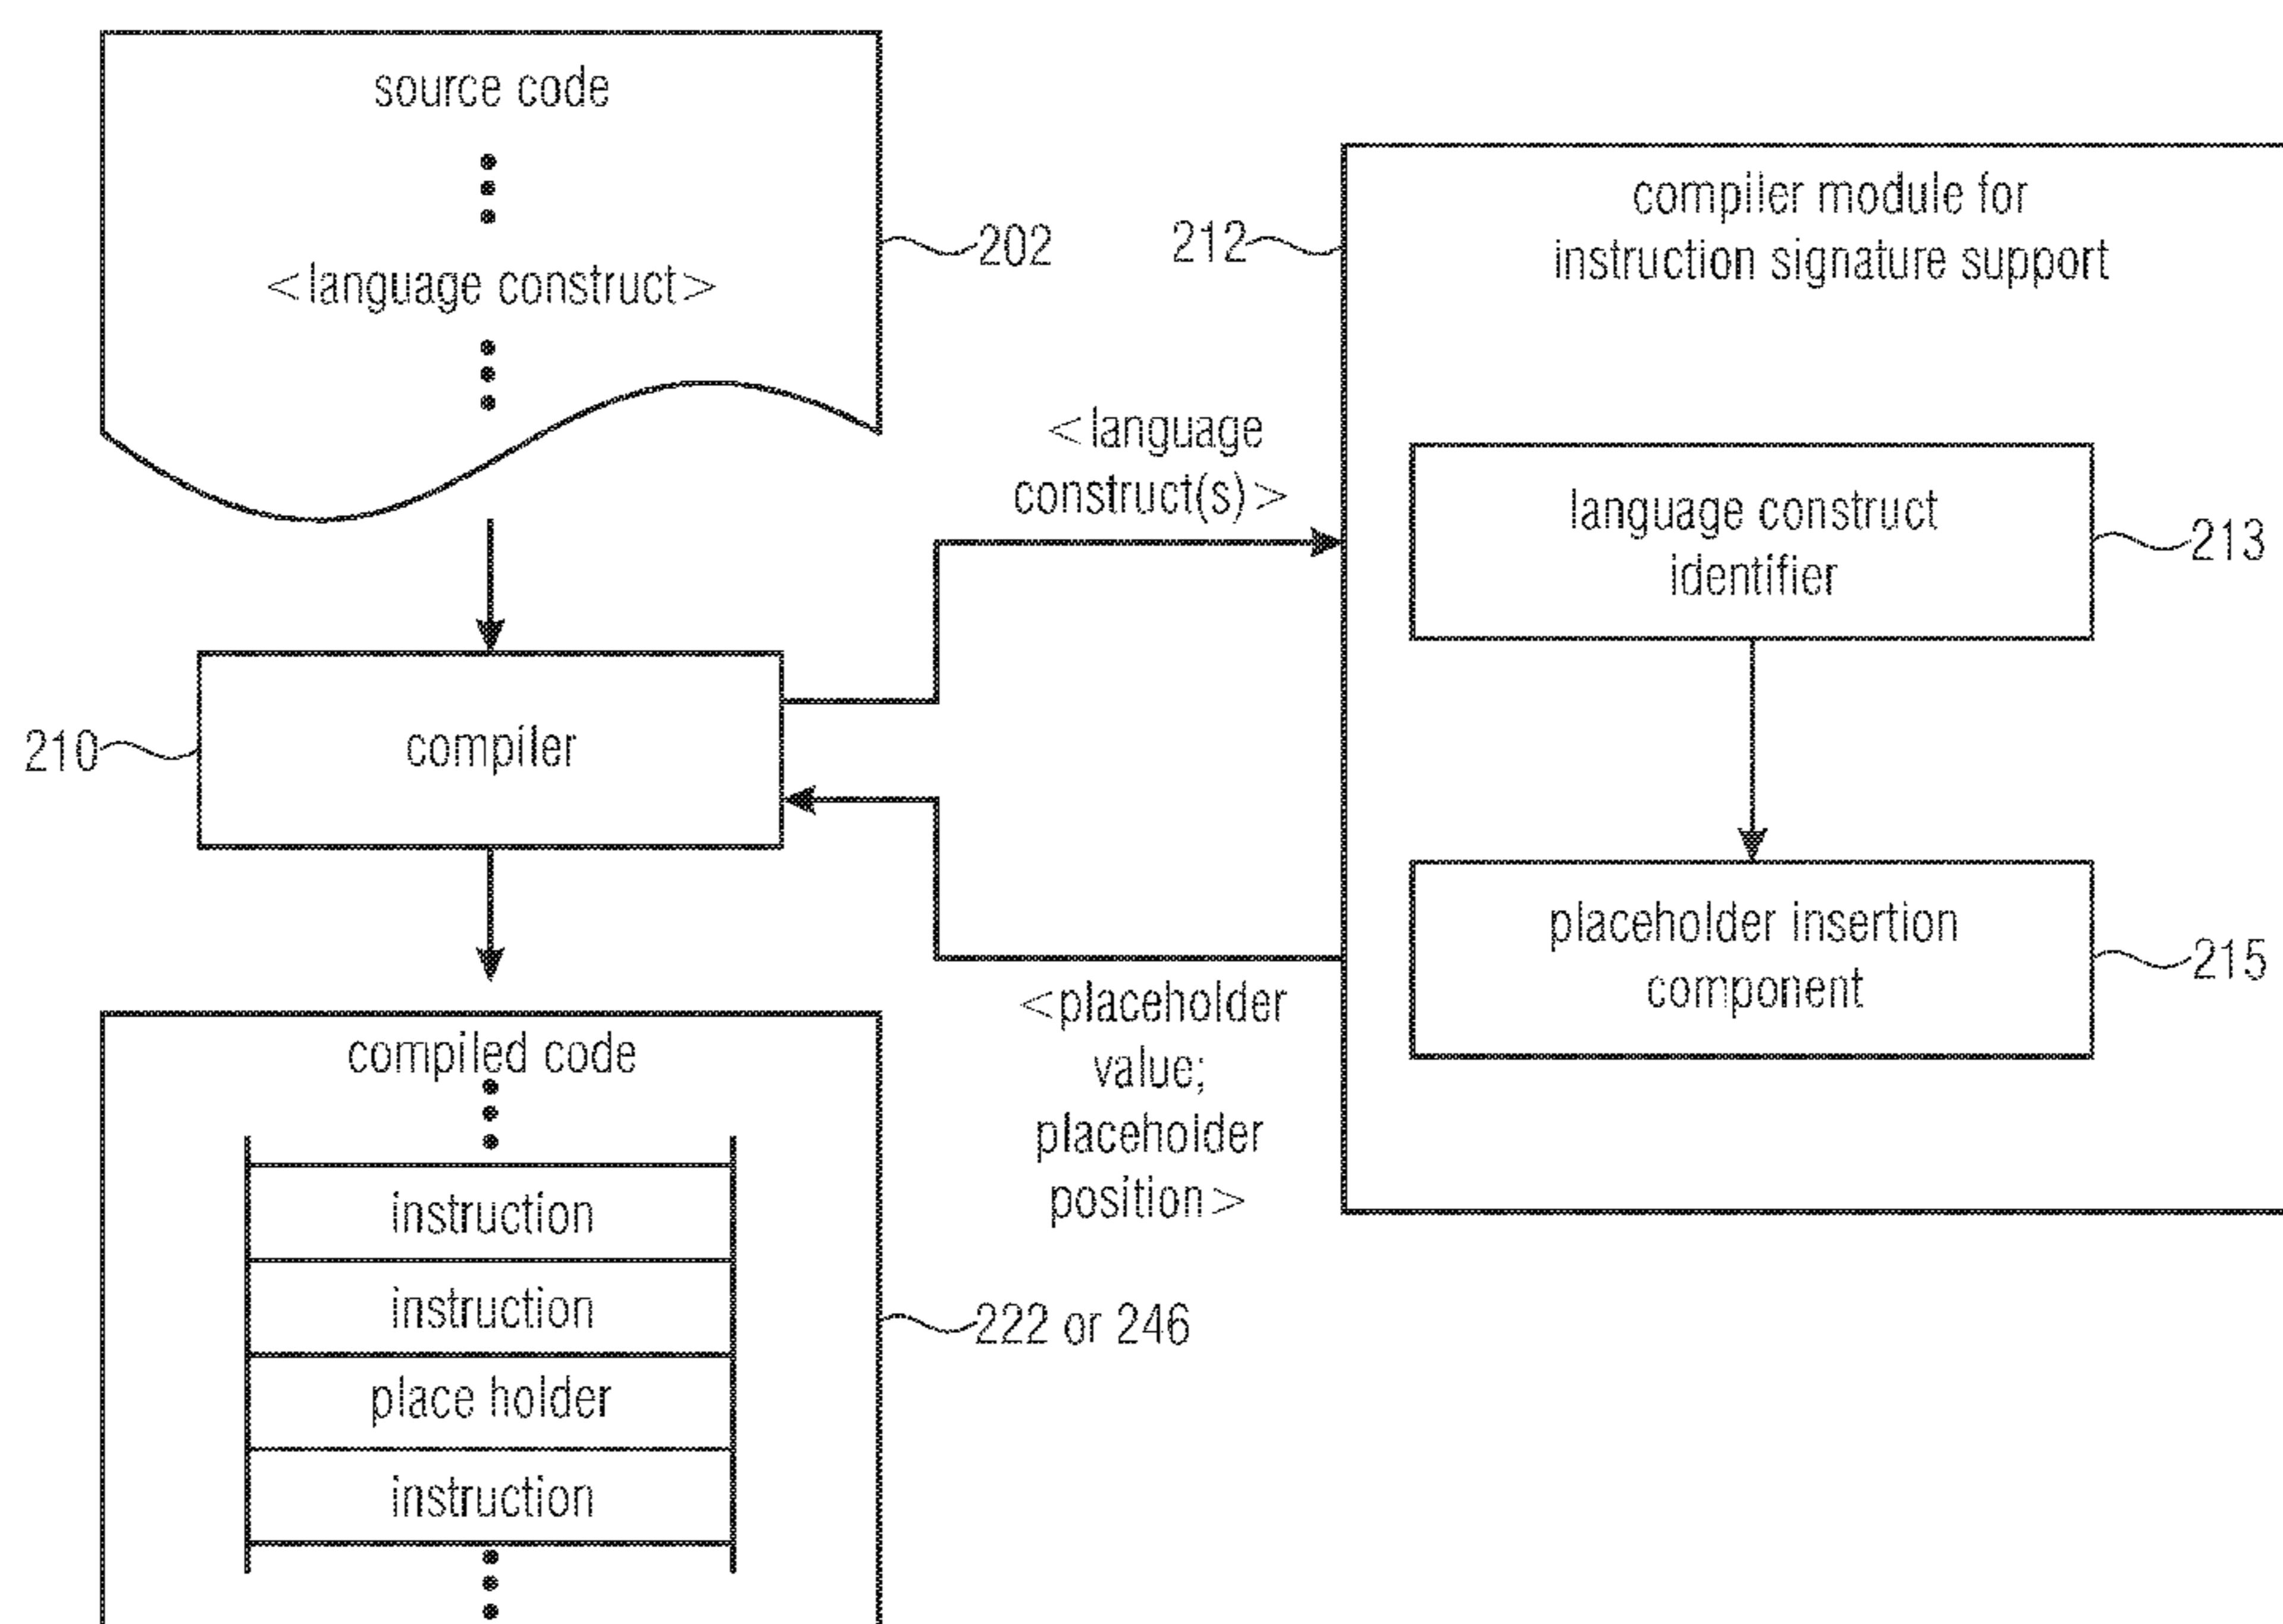 source code
<language construct>
202
212
compiler module for
instruction signature support
<language
construct(s)>
language construct
identifier
213
210
compiler
placeholder insertion
component
215
<placeholder
value;
placeholder
position>
compiled code
instruction
instruction
place holder
instruction
222 or 246